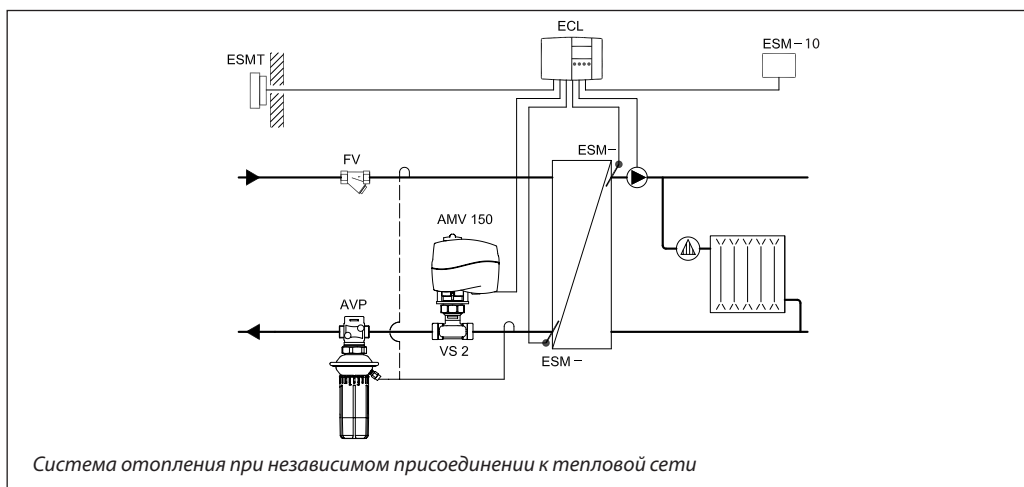 ECL
ESM-10
ESMT
ESM-
FV
AMV 150
AVP
VS 2
ESM-
Система отопления при независимом присоединении к тепловой сети